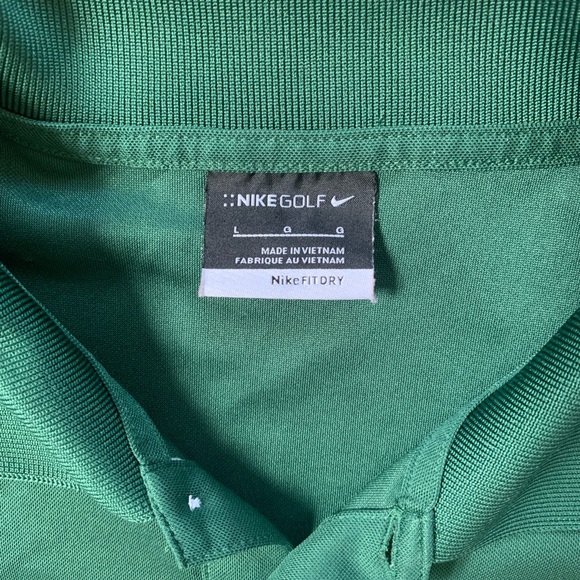 NIKEGOLF
L G G
MADE IN VIETNAM
FABRIQUE AU VIETNAM
NikeFITDRY